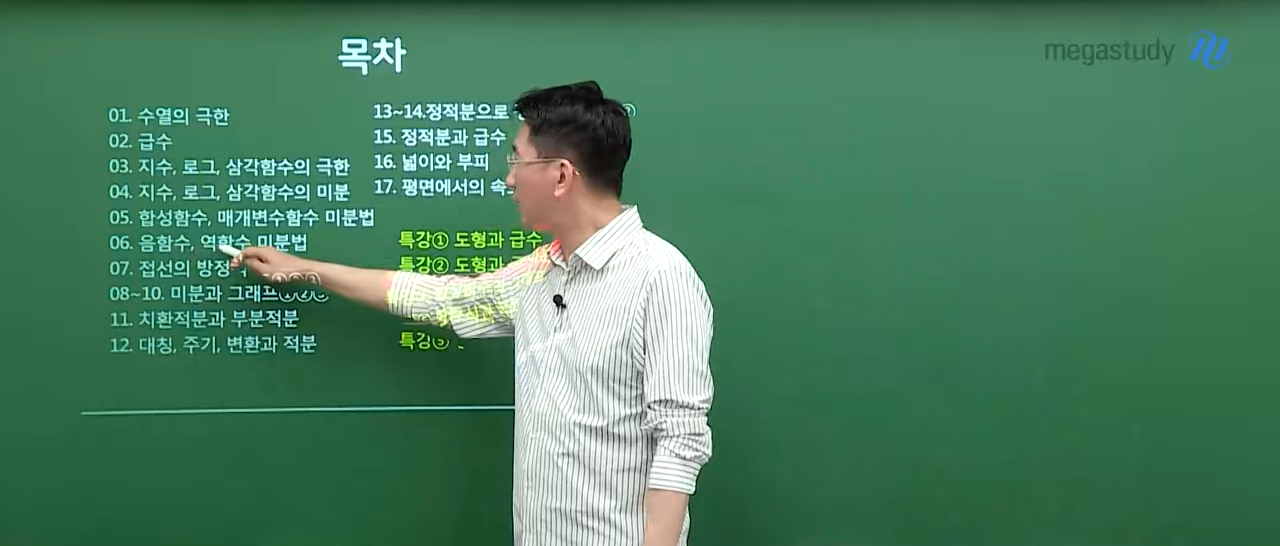 목차
megastudy
01. 수열의 극한
02. 급수
03. 지수, 로그, 삼각함수의 극한
04. 지수, 로그, 삼각함수의 미분
05. 합성함수, 매개변수함수 미분법
06. 음함수, 역함수 미분법
07. 접선의
08~10. 미분과 그래프①②③
11. 치환적분과 부분적분
12. 대칭, 주기, 변환과 적분
13~14.정적분으로
15. 정적분과 급수
16. 넓이와 부피
17. 평면에서의
특강① 도형과 급수
특강② 도형과
특강③